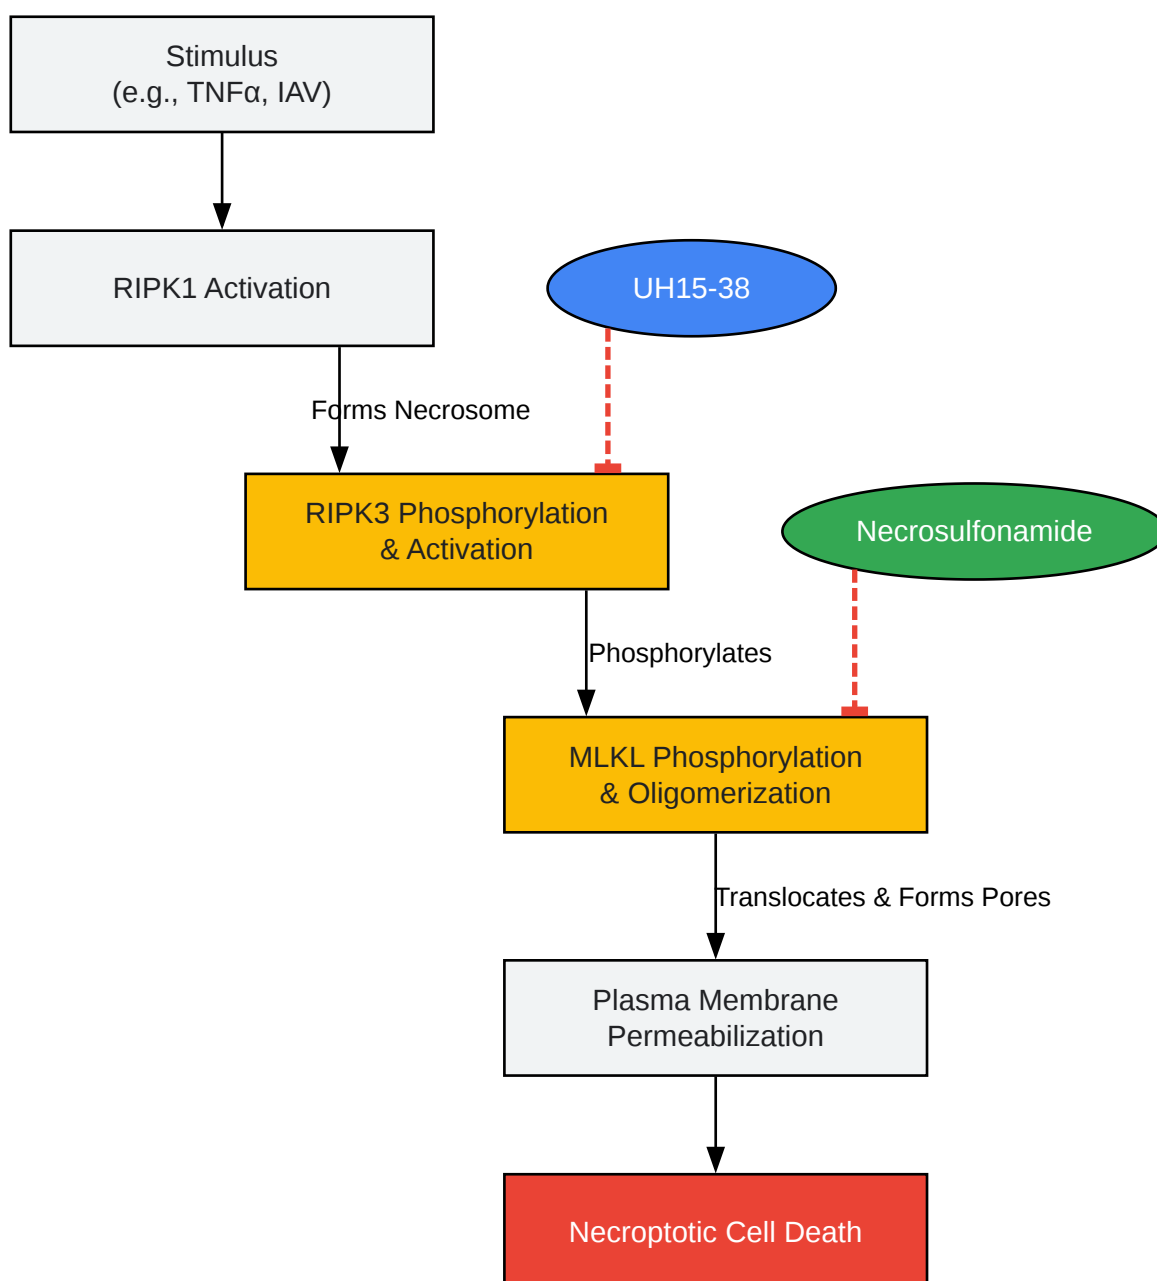 Stimulus
(e.g., TNFα, IAV)
RIPK1 Activation
UH15-38
Forms Necrosome
RIPK3 Phosphorylation
& Activation
Necrosulfonamide
Phosphorylates
MLKL Phosphorylation
& Oligomerization
Translocates & Forms Pores
Plasma Membrane
Permeabilization
Necroptotic Cell Death